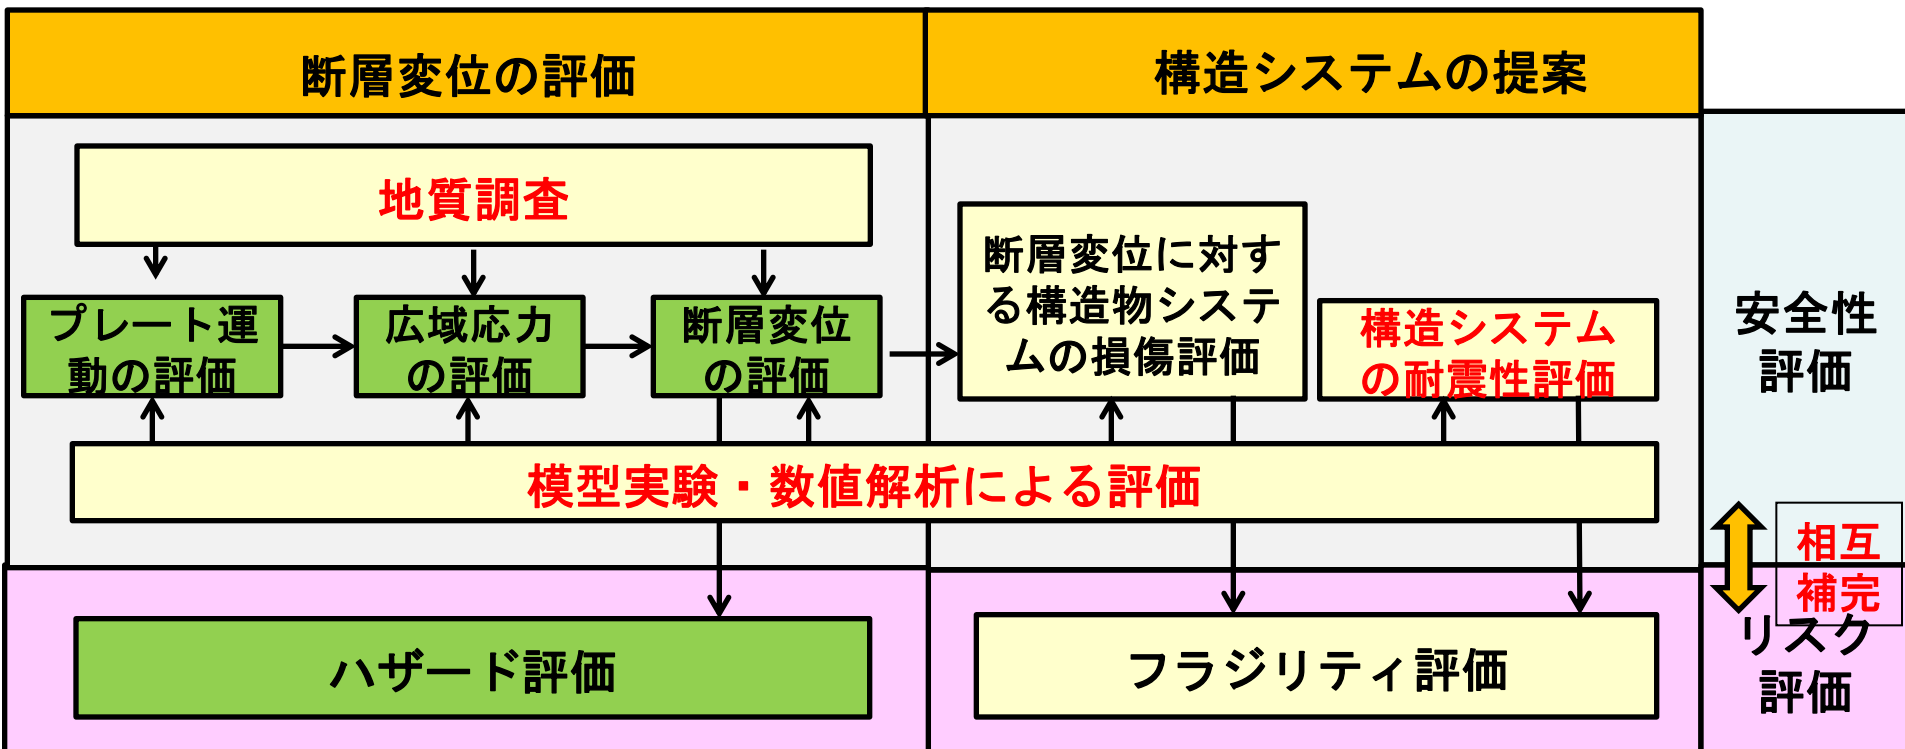 断層変位の評価
構造システムの提案
地質調査
プレート運
動の評価
広域応力
の評価
断層変位
の評価
断層変位に対す
る構造物システ
ムの損傷評価
構造システム
の耐震性評価
安全性
評価
模型実験・数値解析による評価
相互
補完
ハザード評価
フラジリティ評価
リスク
評価